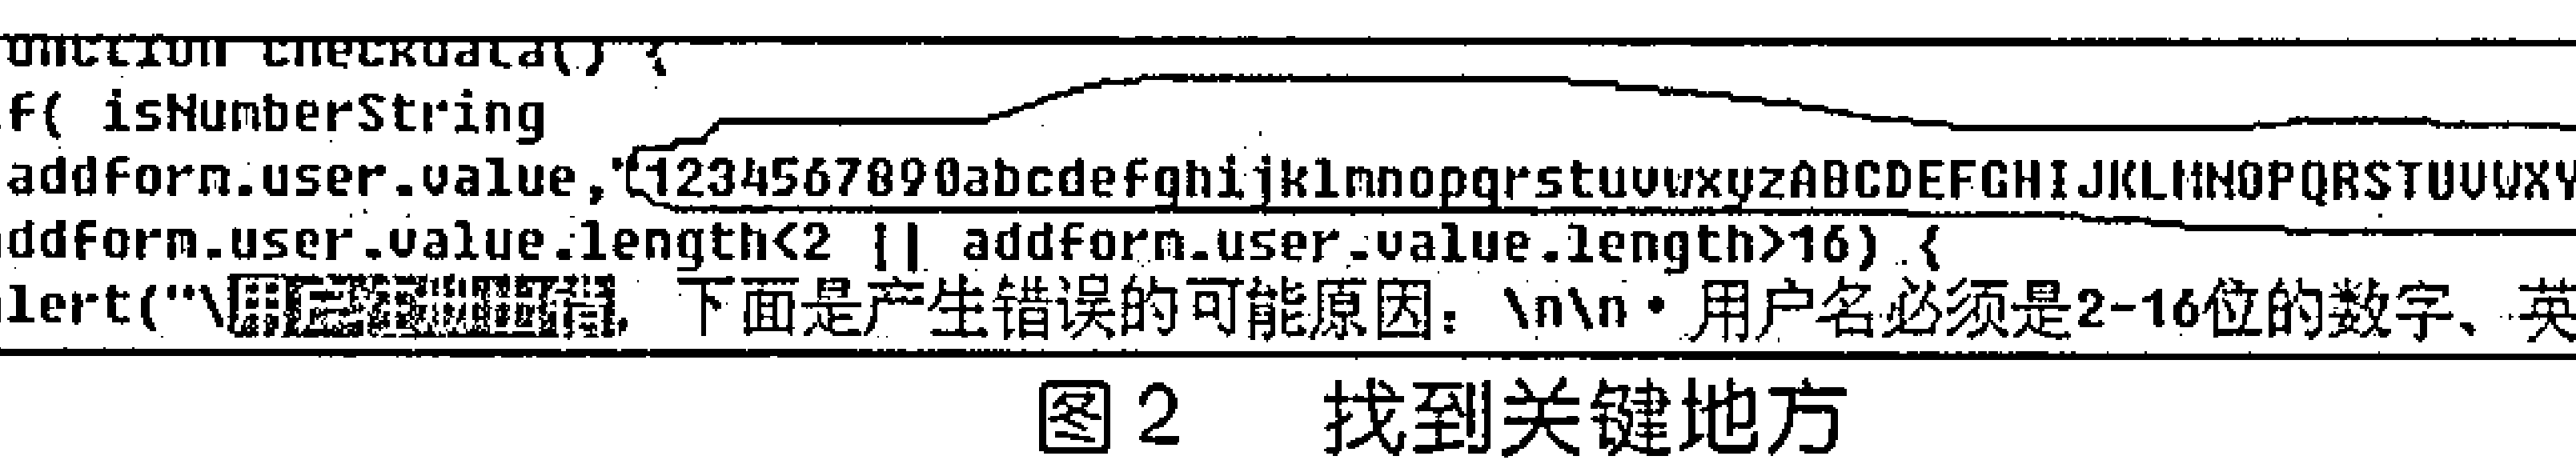 unction checkdata() {
f( isNumberString
addform.user.value,"1234567890abcdefghijklmnopqrstuvwxyzABCDEFGHIJKLMNOPQRSTUVWXY
ddform.user.value.length<2 || addform.user.value.length>16) {
lert("\ 下面是产生错误的可能原因：\n\n·用户名必须是2-16位的数字、英
图2 找到关键地方